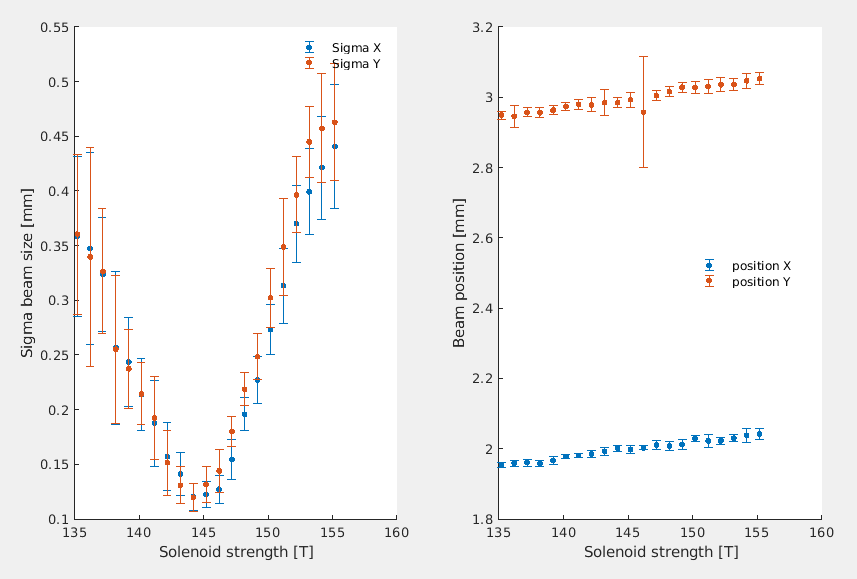 0.55
0.5
0.45
0.4
0.35
0.3
0.25
0.2
0.15
0.1
Sigma beam size [mm]
135 140 145 150 155 160
Solenoid strength [T]
Sigma X
Sigma Y
3.2
3
2.8
2.6
2.4
2.2
2
1.8
Beam position [mm]
135 140 145 150 155 160
Solenoid strength [T]
position X
position Y